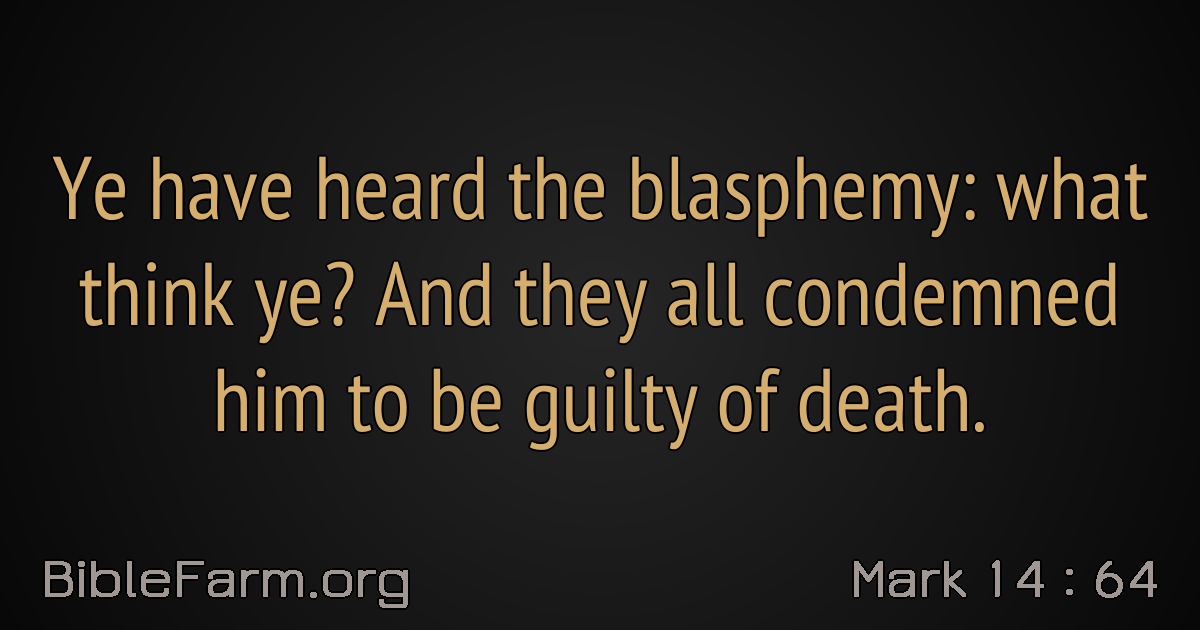 Ye have heard the blasphemy: what
think ye? And they all condemned
him to be guilty of death.
BibleFarm.org
Mark 14 : 64